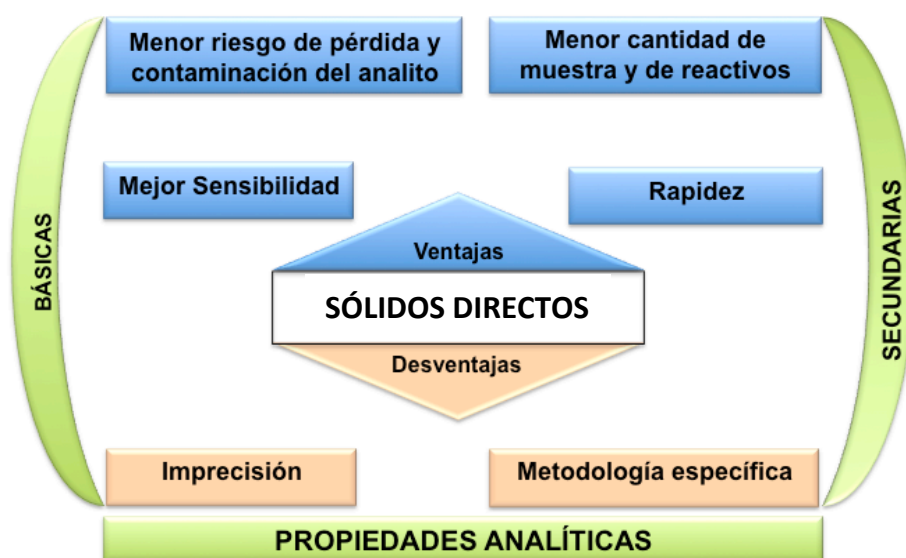 Menor riesgo de pérdida y
contaminación del analito
Menor cantidad de
muestra y de reactivos
Mejor Sensibilidad
Rapidez
BÁSICAS
Ventajas
SÓLIDOS DIRECTOS
Desventajas
SECUNDARIAS
Imprecisión
Metodología específica
PROPIEDADES ANALÍTICAS